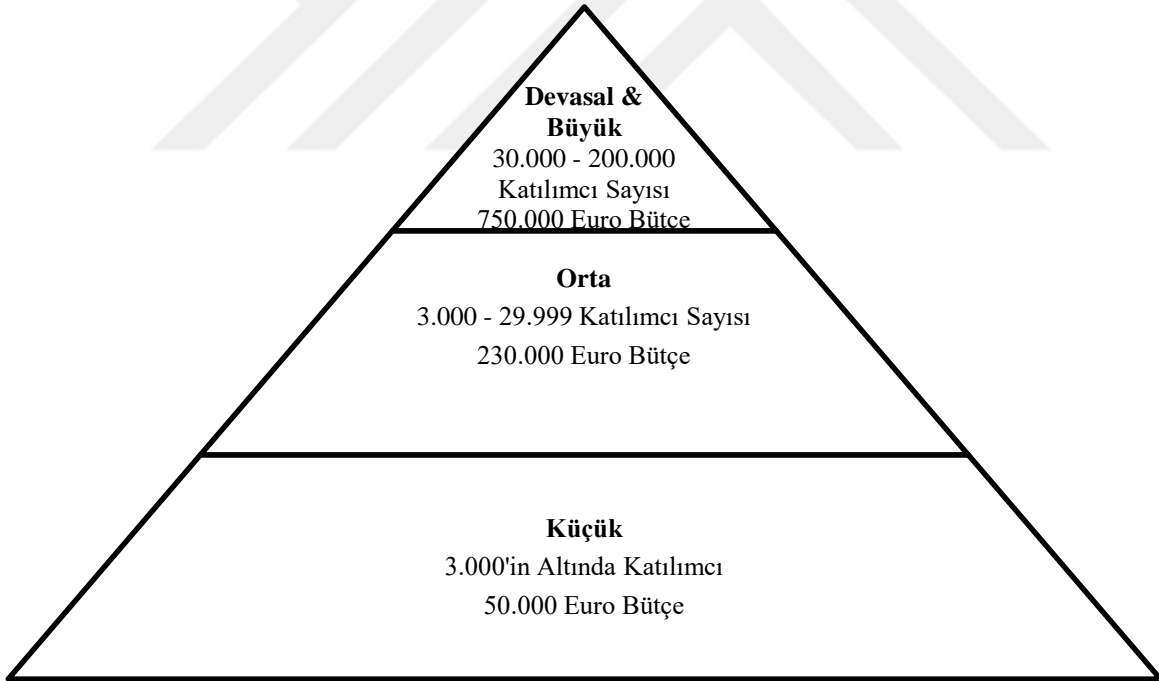 Devasal &
Büyük
30.000 - 200.000
Katılımcı Sayısı
750.000 Euro Bütçe
Orta
3.000 - 29.999 Katılımcı Sayısı
230.000 Euro Bütçe
Küçük
3.000'in Altında Katılımcı
50.000 Euro Bütçe